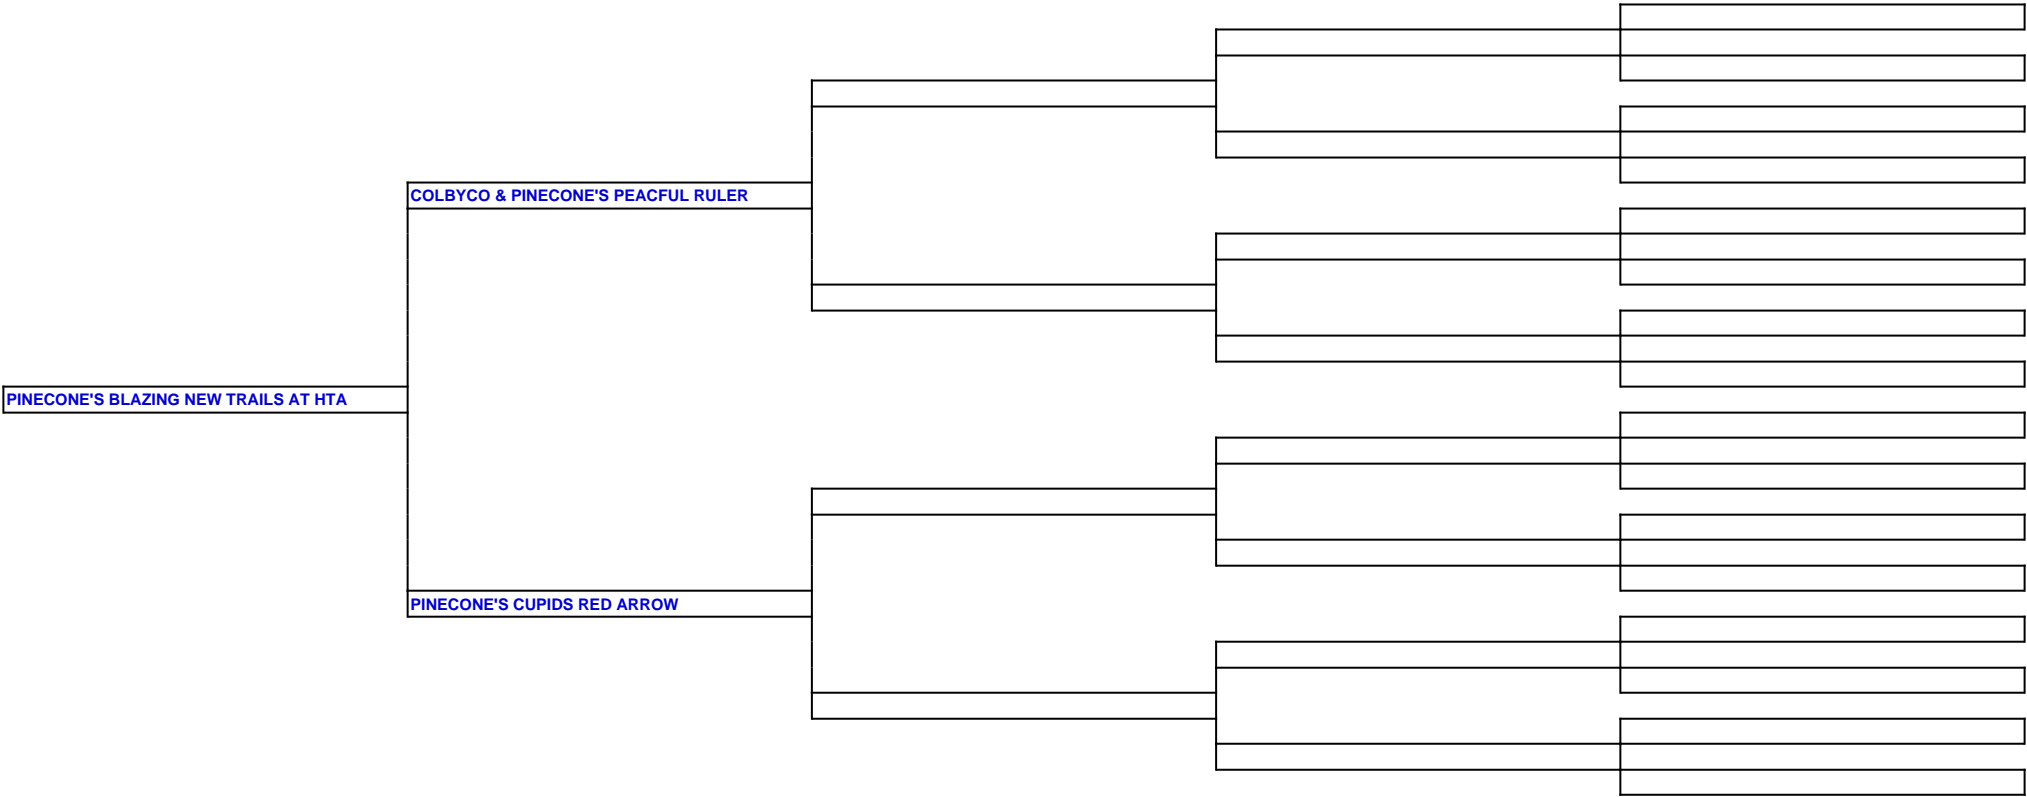 COLBYCO & PINECONE'S PEACFUL RULER
PINECONE'S BLAZING NEW TRAILS AT HTA
PINECONE'S CUPIDS RED ARROW